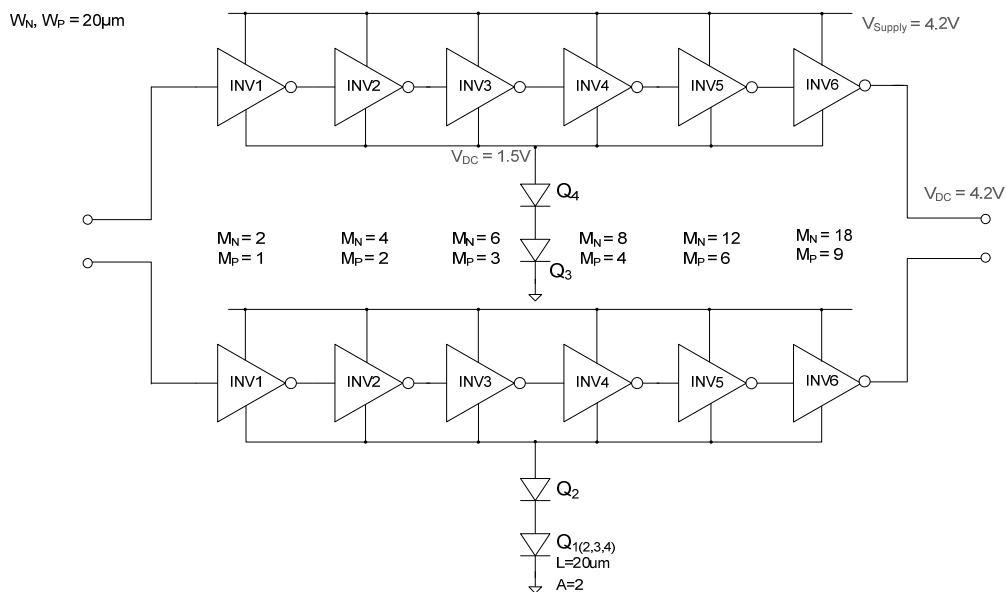 W_N, W_P = 20µm
V_Supply = 4.2V
INV1 INV2 INV3 INV4 INV5 INV6
V_DC = 1.5V
Q_4
V_DC = 4.2V
M_N = 2 M_N = 4 M_N = 6 M_N = 8 M_N = 12 M_N = 18
M_P = 1 M_P = 2 M_P = 3 M_P = 4 M_P = 6 M_P = 9
Q_3
INV1 INV2 INV3 INV4 INV5 INV6
Q_2
Q_1(2,3,4)
L=20um
A=2